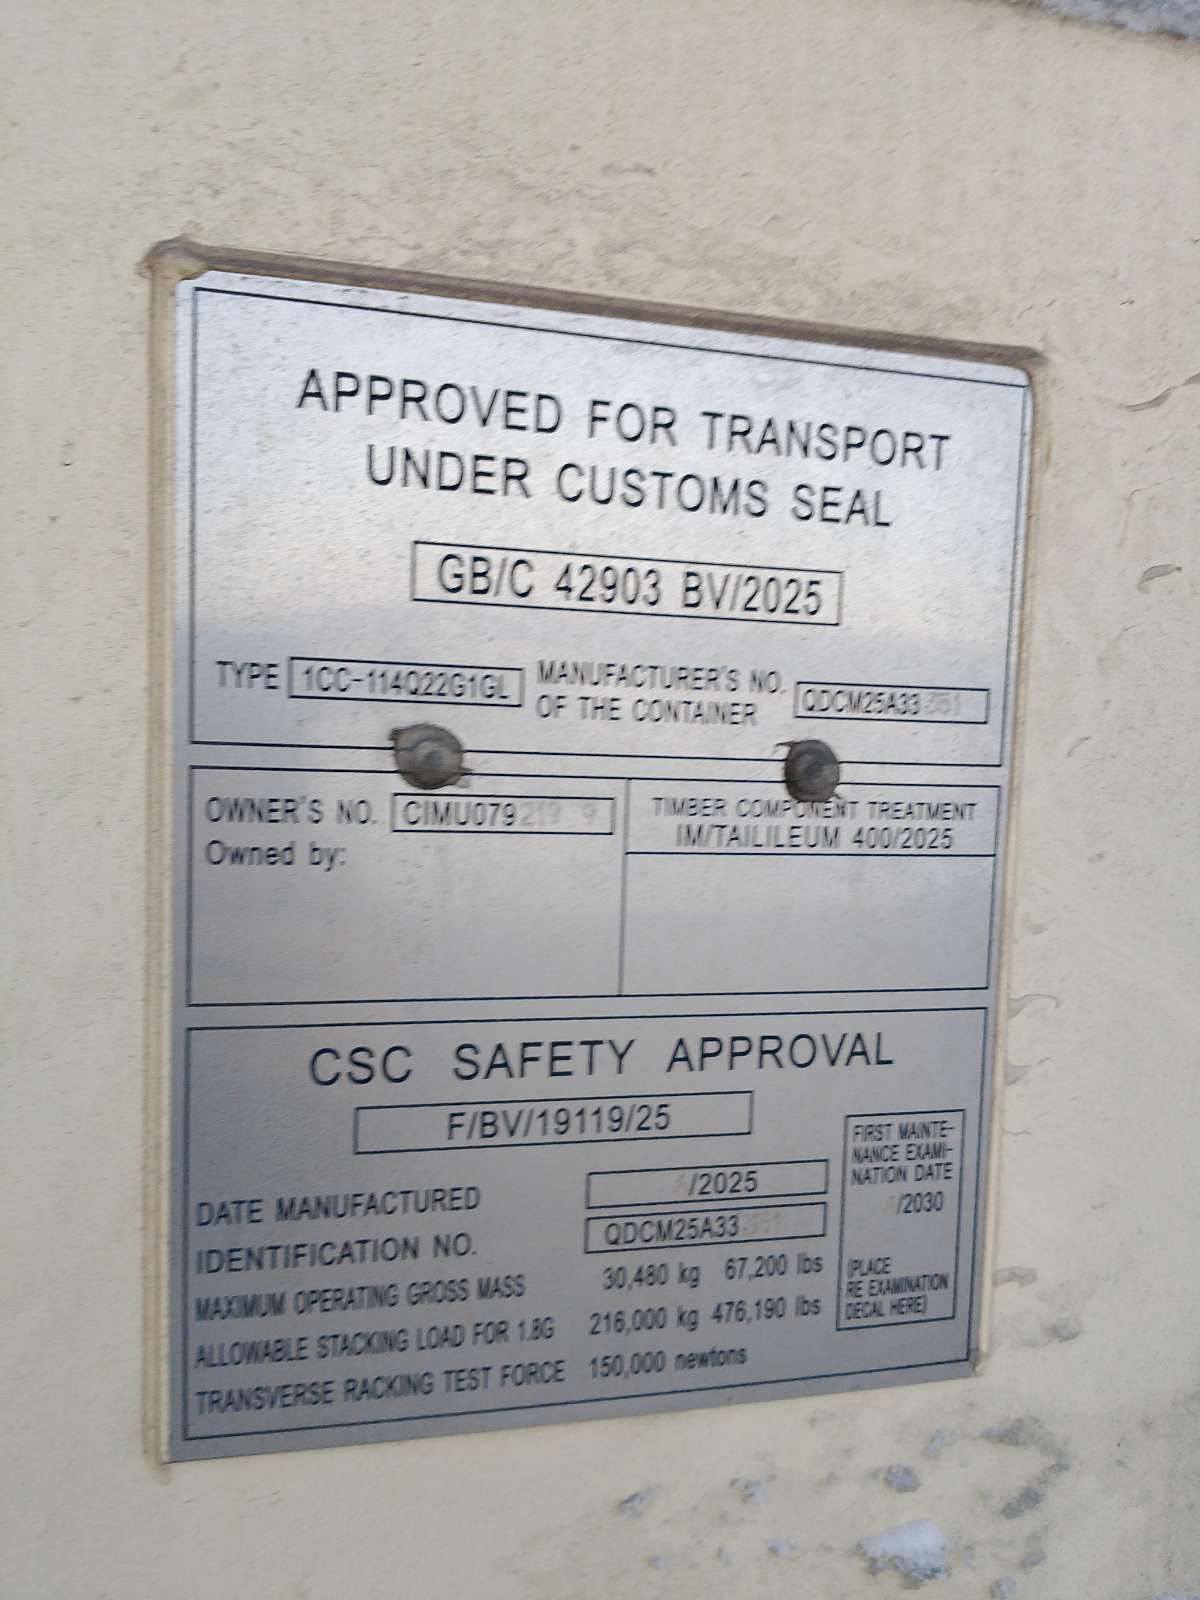 APPROVED FOR TRANSPORT
UNDER CUSTOMS SEAL
GB/C 42903 BV/2025
TYPE 1CC-114Q22G1GL
MANUFACTURER'S NO.
OF THE CONTAINER
QDCM25A33351
OWNER'S NO. CIMU079219 9
Owned by:
TIMBER COMPONENT TREATMENT
IM/TAILILEUM 400/2025
CSC SAFETY APPROVAL
F/BV/19119/25
DATE MANUFACTURED /2025
IDENTIFICATION NO. QDCM25A33351
MAXIMUM OPERATING GROSS MASS 30,480 kg 67,200 lbs
ALLOWABLE STACKING LOAD FOR 1.8G 216,000 kg 476,190 lbs
TRANSVERSE RACKING TEST FORCE 150,000 newtons
FIRST MAINTE-
NANCE EXAMI-
NATION DATE
/2030
(PLACE
RE EXAMINATION
DECAL HERE)